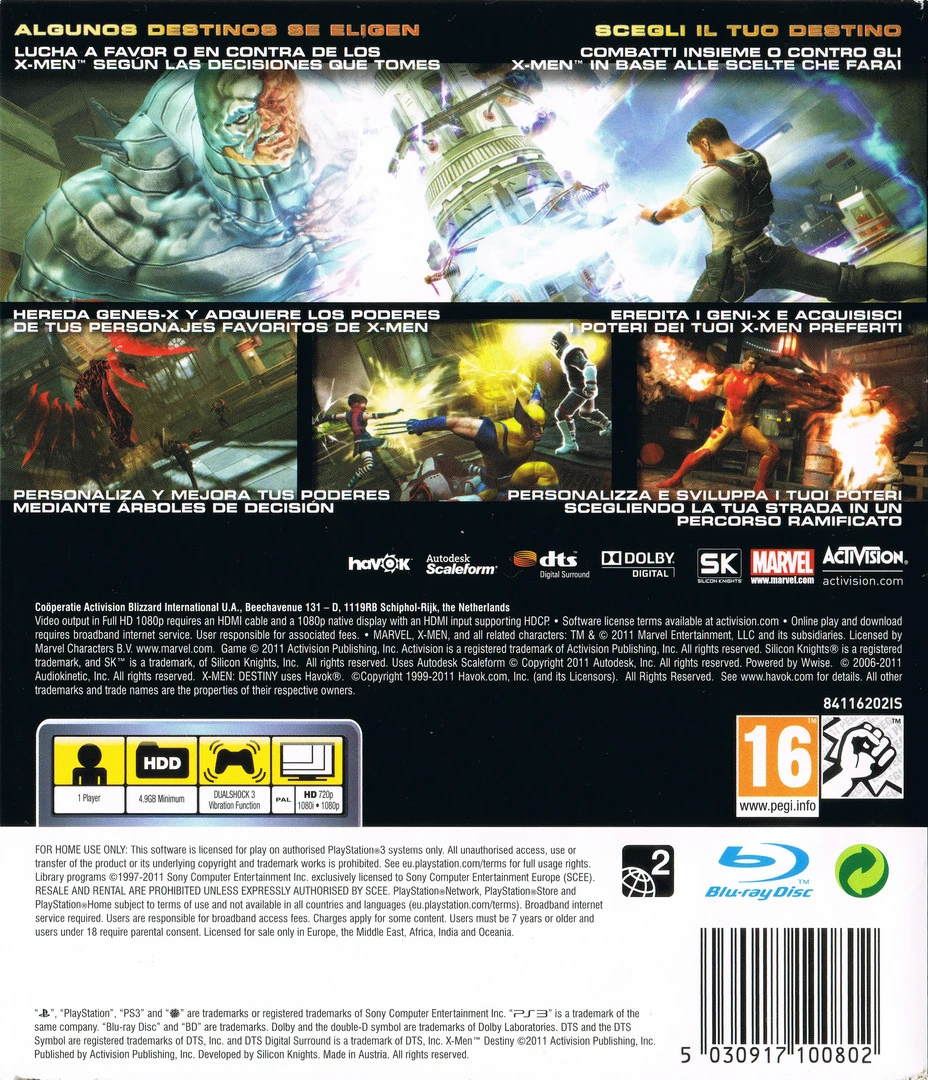 ALGUNOS DESTINOS SE ELIGEN
LUCHA A FAVOR O EN CONTRA DE LOS
X-MEN™ SEGÚN LAS DECISIONES QUE TOMES
SCEGLI IL TUO DESTINO
COMBATTI INSIEME O CONTRO GLI
X-MEN™ IN BASE ALLE SCELTE CHE FARAI
HEREDA GENES-X Y ADQUIERE LOS PODERES
DE TUS PERSONAJES FAVORITOS DE X-MEN
EREDITA I GENI-X E ACQUISISCI
I POTERI DEI TUOI X-MEN PREFERITI
PERSONALIZA Y MEJORA TUS PODERES
MEDIANTE ÁRBOLES DE DECISIÓN
PERSONALIZZA E SVILUPPA I TUOI POTERI
SCEGLIENDO LA TUA STRADA IN UN
PERCORSO RAMIFICATO
havok
Autodesk
Scaleform®
dts
Digital Surround
DOLBY
DIGITAL
SK
SILICON KNIGHTS®
MARVEL
www.marvel.com
ACTIVISION®
activision.com
Coöperatie Activision Blizzard International U.A., Beechavenue 131 – D, 1119RB Schiphol-Rijk, the Netherlands
Video output in Full HD 1080p requires an HDMI cable and a 1080p native display with an HDMI input supporting HDCP. • Software license terms available at activision.com • Online play and download
requires broadband internet service. User responsible for associated fees. • MARVEL, X-MEN, and all related characters: TM & © 2011 Marvel Entertainment, LLC and its subsidiaries. Licensed by
Marvel Characters B.V. www.marvel.com. Game © 2011 Activision Publishing, Inc. Activision is a registered trademark of Activision Publishing, Inc. All rights reserved. Silicon Knights® is a registered
trademark, and SK™ is a trademark, of Silicon Knights, Inc. All rights reserved. Uses Autodesk Scaleform © Copyright 2011 Autodesk, Inc. All rights reserved. Powered by Wwise. © 2006-2011
Audiokinetic, Inc. All rights reserved. X-MEN: DESTINY uses Havok®. ©Copyright 1999-2011 Havok.com, Inc. (and its Licensors). All Rights Reserved. See www.havok.com for details. All other
trademarks and trade names are the properties of their respective owners.
84116202IS
HDD
1 Player
4.9GB Minimum
DUALSHOCK 3
Vibration Function
PAL
HD 720p
1080i • 1080p
16
www.pegi.info
FOR HOME USE ONLY: This software is licensed for play on authorised PlayStation®3 systems only. All unauthorised access, use or
transfer of the product or its underlying copyright and trademark works is prohibited. See eu.playstation.com/terms for full usage rights.
Library programs ©1997-2011 Sony Computer Entertainment Inc. exclusively licensed to Sony Computer Entertainment Europe (SCEE).
RESALE AND RENTAL ARE PROHIBITED UNLESS EXPRESSLY AUTHORISED BY SCEE. PlayStation®Network, PlayStation®Store and
PlayStation®Home subject to terms of use and not available in all countries and languages (eu.playstation.com/terms). Broadband internet
service required. Users are responsible for broadband access fees. Charges apply for some content. Users must be 7 years or older and
users under 18 require parental consent. Licensed for sale only in Europe, the Middle East, Africa, India and Oceania.
2
Blu-ray Disc™
“ ”, “PlayStation”, “PS3” and “ ” are trademarks or registered trademarks of Sony Computer Entertainment Inc. “PS3” is a trademark of the
same company. “Blu-ray Disc” and “BD” are trademarks. Dolby and the double-D symbol are trademarks of Dolby Laboratories. DTS and the DTS
Symbol are registered trademarks of DTS, Inc. and DTS Digital Surround is a trademark of DTS, Inc. X-Men™ Destiny ©2011 Activision Publishing, Inc.
Published by Activision Publishing, Inc. Developed by Silicon Knights. Made in Austria. All rights reserved.
5 030917 100802